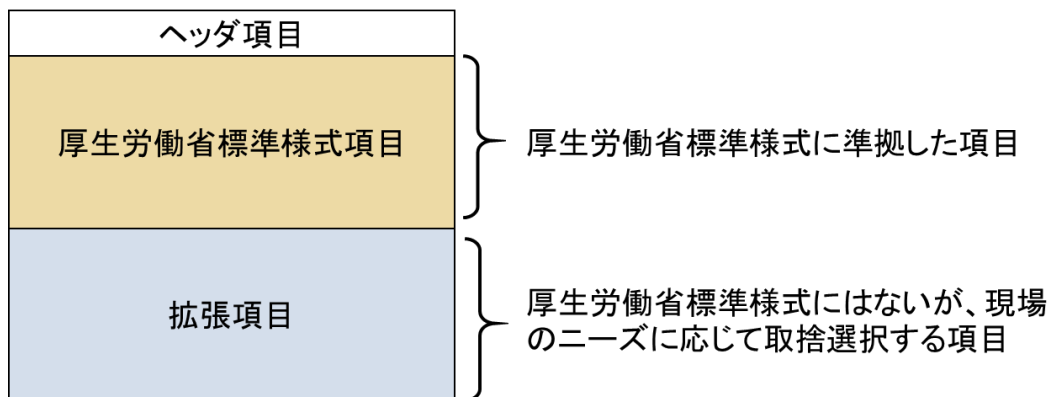 ヘッダ項目
厚生労働省標準様式項目
厚生労働省標準様式に準拠した項目
拡張項目
厚生労働省標準様式にはないが、現場
のニーズに応じて取捨選択する項目